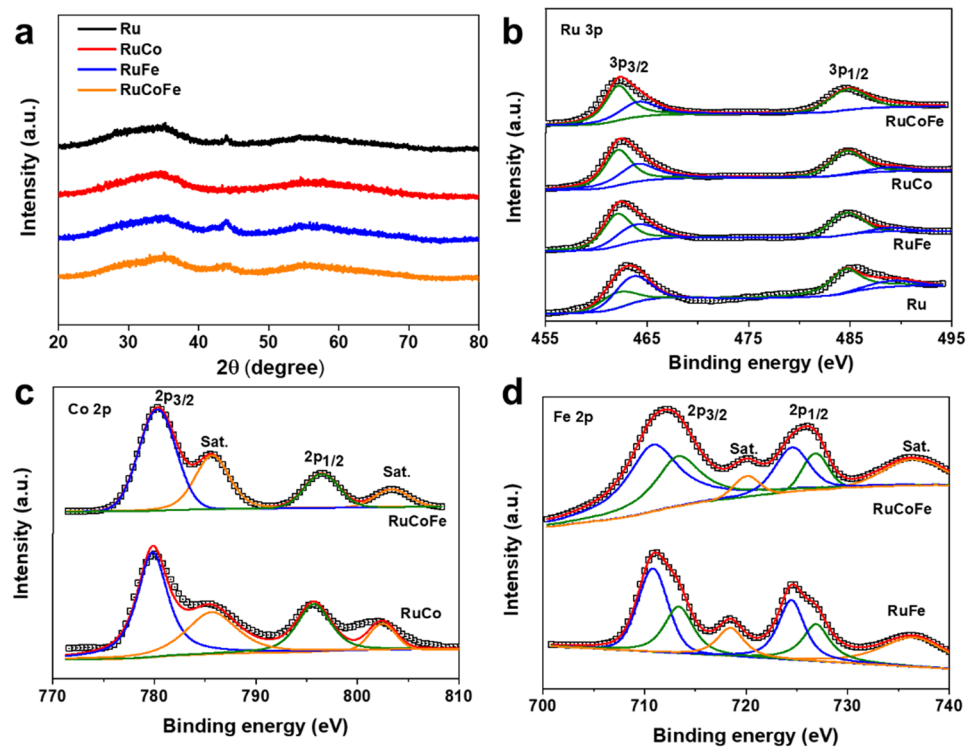 a
Ru
RuCo
RuFe
RuCoFe
Intensity (a.u.)
20 30 40 50 60 70 80
2θ (degree)
b
Ru 3p
3p3/2
3p1/2
RuCoFe
RuCo
RuFe
Ru
Intensity (a.u.)
455 465 475 485 495
Binding energy (eV)
c
Co 2p
2p3/2
Sat.
2p1/2
Sat.
RuCoFe
RuCo
Intensity (a.u.)
770 780 790 800 810
Binding energy (eV)
d
Fe 2p
2p3/2
Sat.
2p1/2
Sat.
RuCoFe
RuFe
Intensity (a.u.)
700 710 720 730 740
Binding energy (eV)